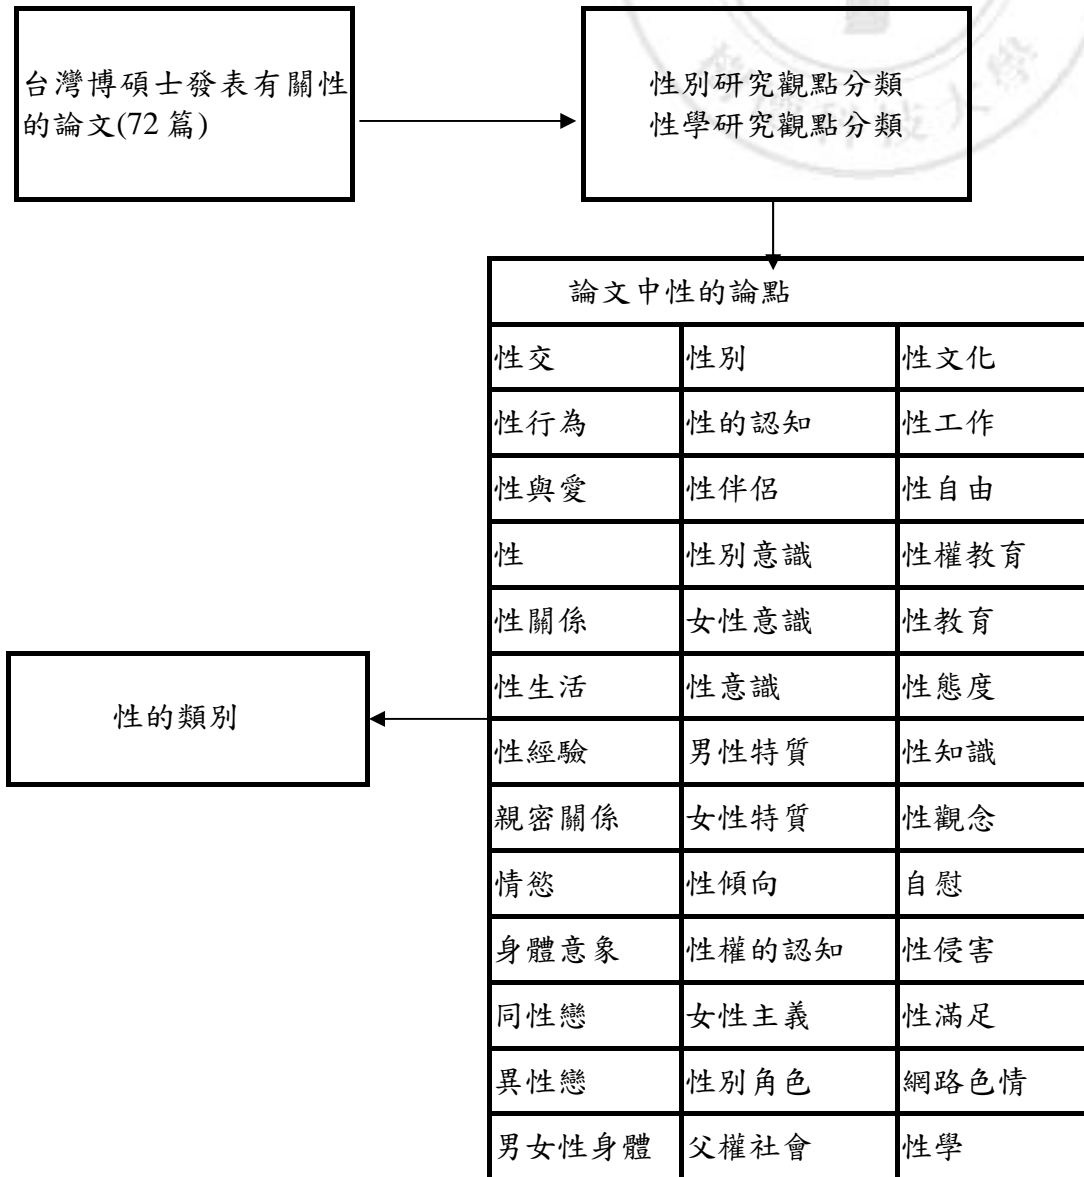 台灣博碩士發表有關性
的論文(72 篇)
性別研究觀點分類
性學研究觀點分類
論文中性的論點
性交 性別 性文化
性行為 性的認知 性工作
性與愛 性伴侶 性自由
性 性別意識 性權教育
性關係 女性意識 性教育
性生活 性意識 性態度
性經驗 男性特質 性知識
親密關係 女性特質 性觀念
情慾 性傾向 自慰
身體意象 性權的認知 性侵害
同性戀 女性主義 性滿足
異性戀 性別角色 網路色情
男女性身體 父權社會 性學
性的類別